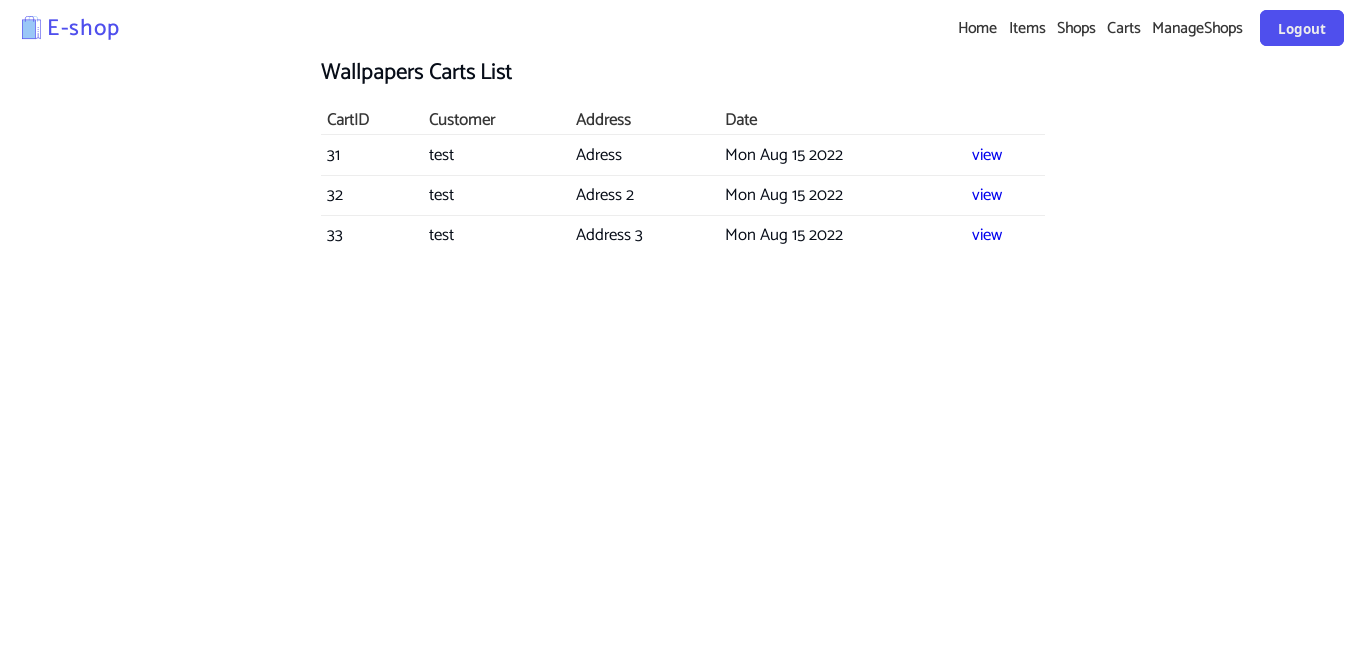 E-shop
Home Items Shops Carts ManageShops Logout
Wallpapers Carts List
CartID Customer Address Date
31 test Adress Mon Aug 15 2022 view
32 test Adress 2 Mon Aug 15 2022 view
33 test Address 3 Mon Aug 15 2022 view